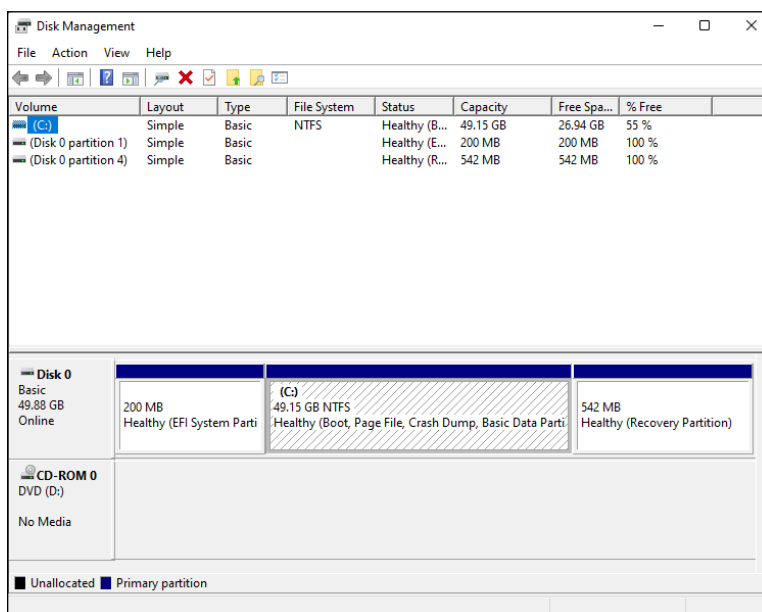 Disk Management
File Action View Help
Volume Layout Type File System Status Capacity Free Spa... % Free
(C:) Simple Basic NTFS Healthy (B... 49.15 GB 26.94 GB 55 %
(Disk 0 partition 1) Simple Basic Healthy (E... 200 MB 200 MB 100 %
(Disk 0 partition 4) Simple Basic Healthy (R... 542 MB 542 MB 100 %
Disk 0
Basic
49.88 GB
Online
200 MB
Healthy (EFI System Parti
(C:)
49.15 GB NTFS
Healthy (Boot, Page File, Crash Dump, Basic Data Parti
542 MB
Healthy (Recovery Partition)
CD-ROM 0
DVD (D:)
No Media
Unallocated Primary partition